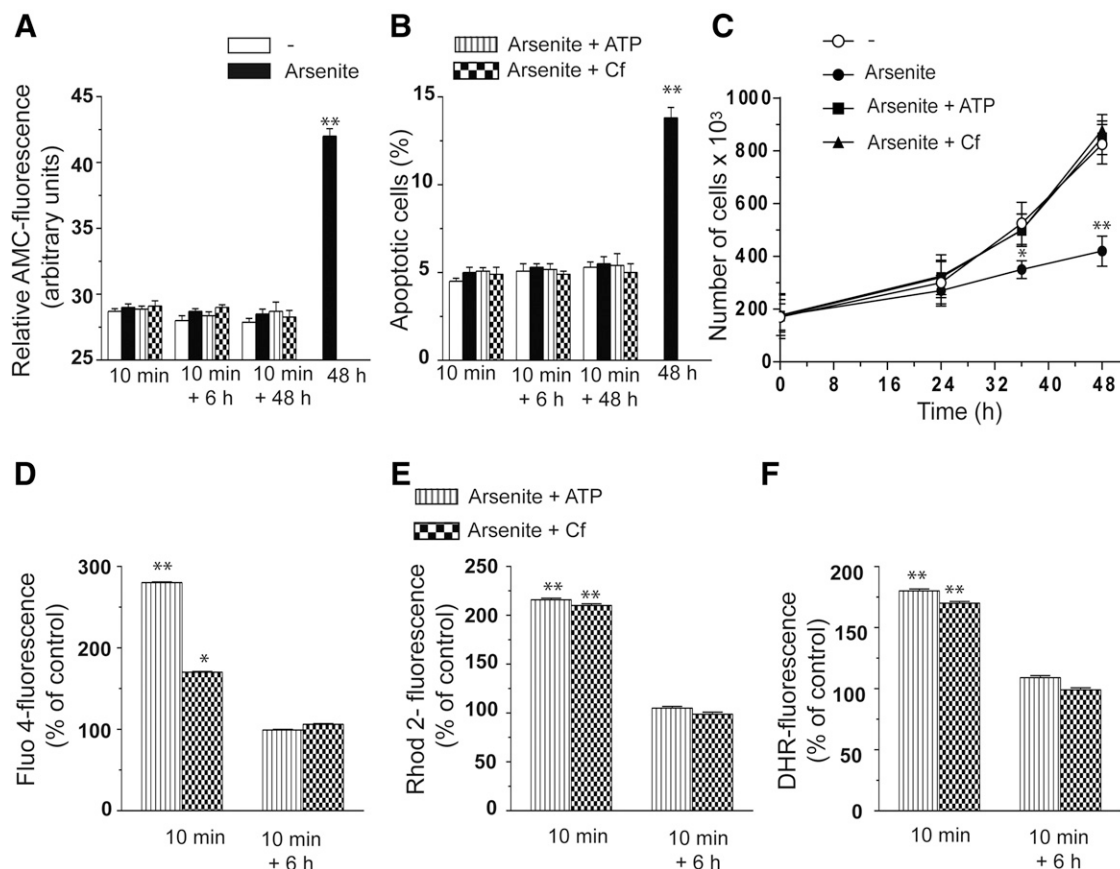 A
-
Arsenite
Relative AMC-fluorescence
(arbitrary units)
45
40
35
30
25
10 min
10 min
+ 6 h
10 min
+ 48 h
48 h
**
B
Arsenite + ATP
Arsenite + Cf
Apoptotic cells (%)
15
10
5
0
10 min
10 min
+ 6 h
10 min
+ 48 h
48 h
**
C
-
Arsenite
Arsenite + ATP
Arsenite + Cf
Number of cells x 10³
1000
800
600
400
200
0
0 8 16 24 32 40 48
Time (h)
*
**
D
Fluo 4-fluorescence
(% of control)
300
200
100
0
**
*
10 min
10 min
+ 6 h
E
Arsenite + ATP
Arsenite + Cf
Rhod 2- fluorescence
(% of control)
250
200
150
100
50
0
** **
10 min
10 min
+ 6 h
F
DHR-fluorescence
(% of control)
200
150
100
50
0
** **
10 min
10 min
+ 6 h